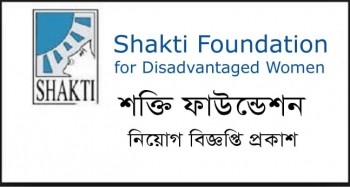 SHAKTI
Shakti Foundation
for Disadvantaged Women
শক্তি ফাউন্ডেশন
নিয়োগ বিজ্ঞপ্তি প্রকাশ